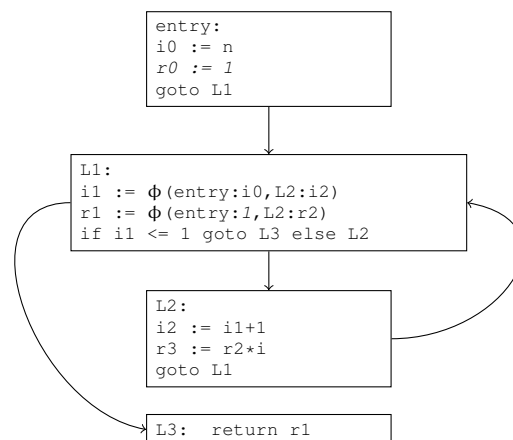 entry:
i0 := n
r0 := 1
goto L1
L1:
i1 := ϕ(entry:i0,L2:i2)
r1 := ϕ(entry:1,L2:r2)
if i1 <= 1 goto L3 else L2
L2:
i2 := i1+1
r3 := r2*i
goto L1
L3: return r1